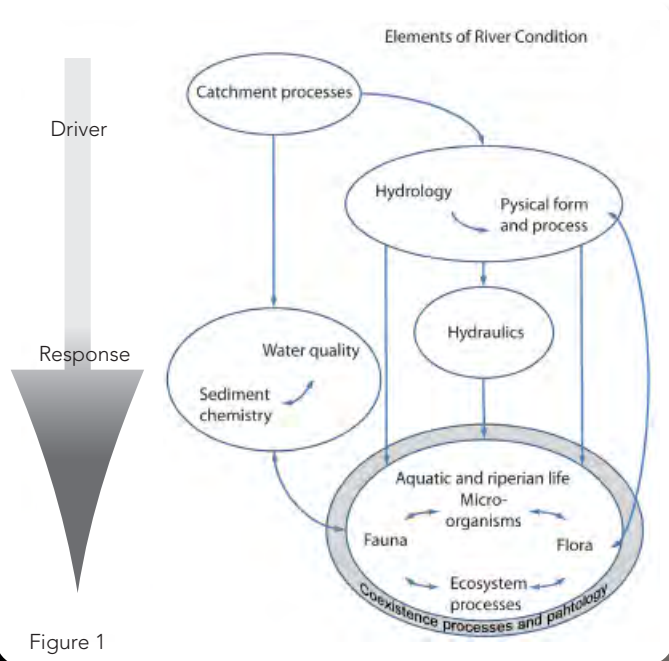 Elements of River Condition
Catchment processes
Driver
Hydrology
Pysical form
and process
Hydraulics
Response
Water quality
Sediment
chemistry
Aquatic and riperian life
Micro-
organisms
Fauna
Flora
Ecosystem
processes
Coexistence processes and pahtology
Figure 1